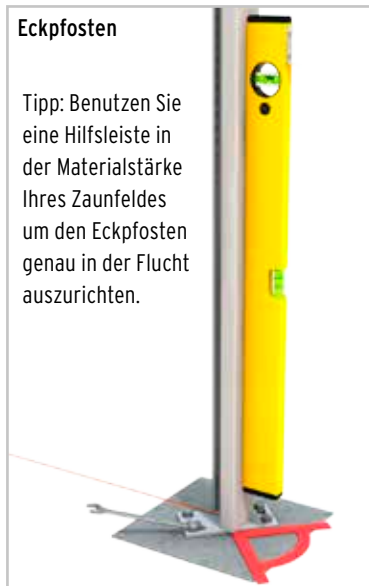 Eckpfosten
Tipp: Benutzen Sie
eine Hilfsleiste in
der Materialstärke
Ihres Zaunfeldes
um den Eckpfosten
genau in der Flucht
auszurichten.